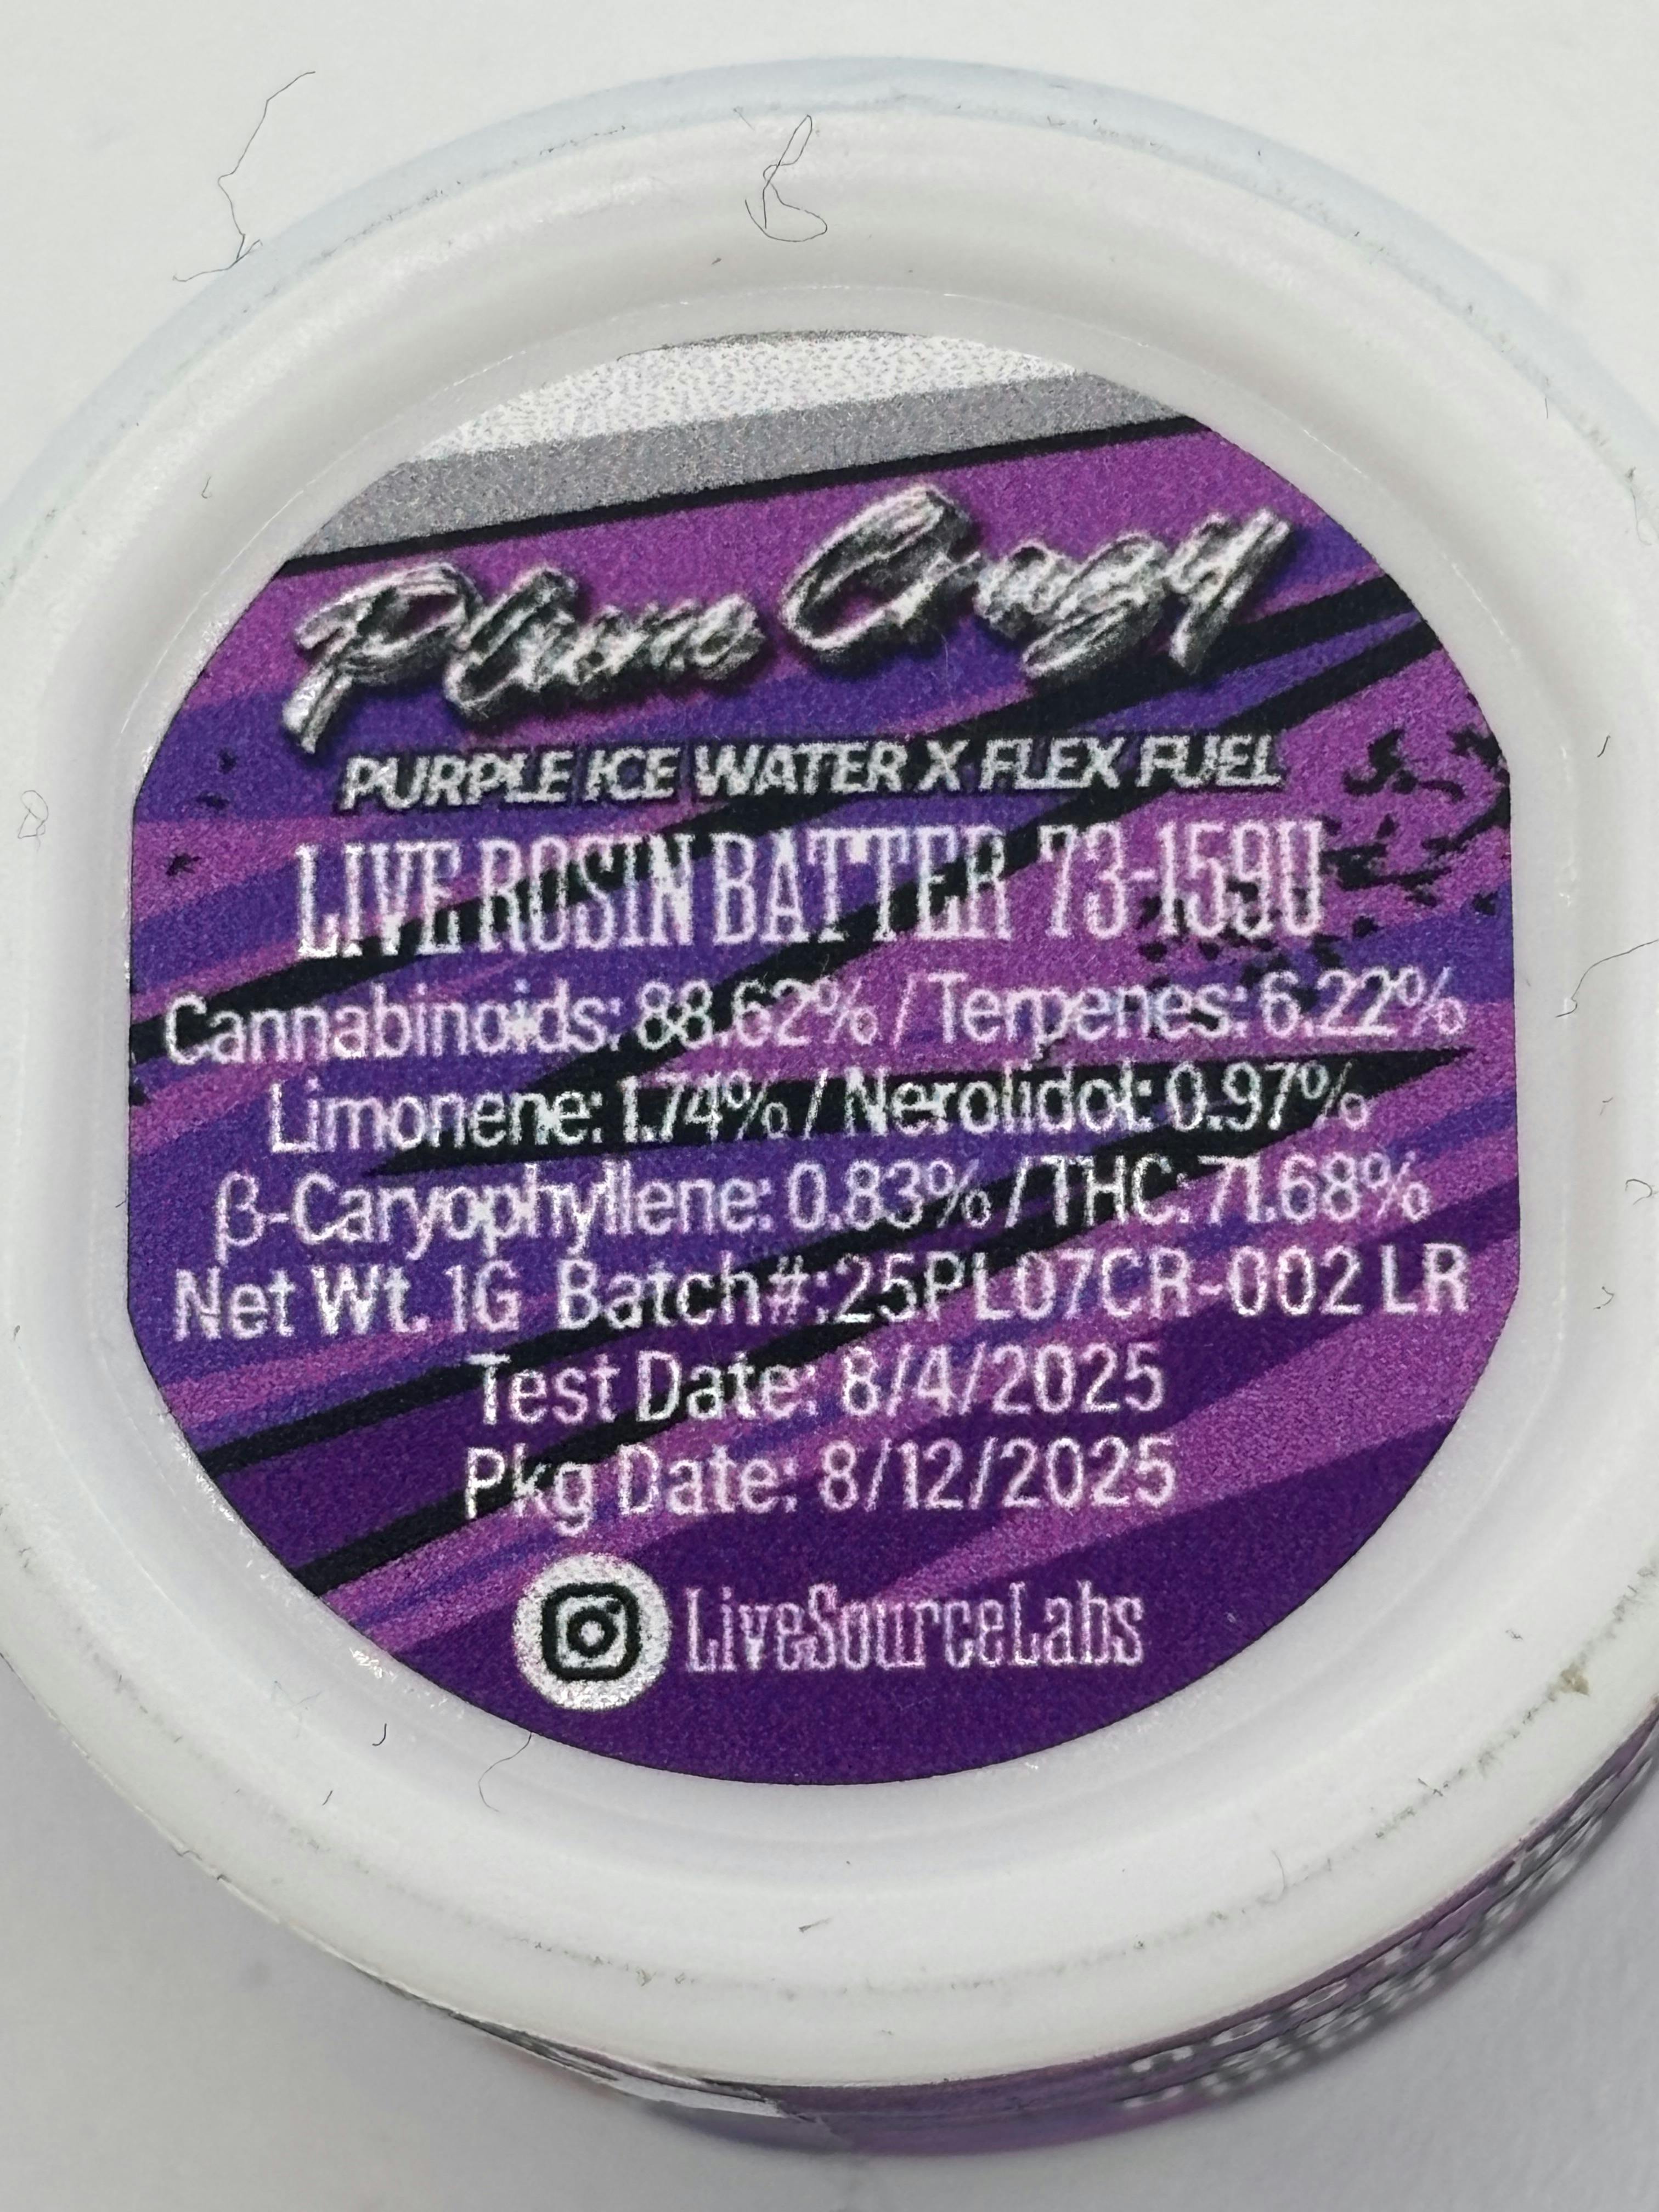 Plum Crazy
PURPLE ICE WATER X FLEX FUEL
LIVE ROSIN BATTER 73-159U
Cannabinoids: 88.62% / Terpenes: 6.22%
Limonene: 1.74% / Nerolidol: 0.97%
β-Caryophyllene: 0.83% / THC: 71.68%
Net Wt. 1G Batch#:25PL07CR-002 LR
Test Date: 8/4/2025
Pkg Date: 8/12/2025
LiveSourceLabs